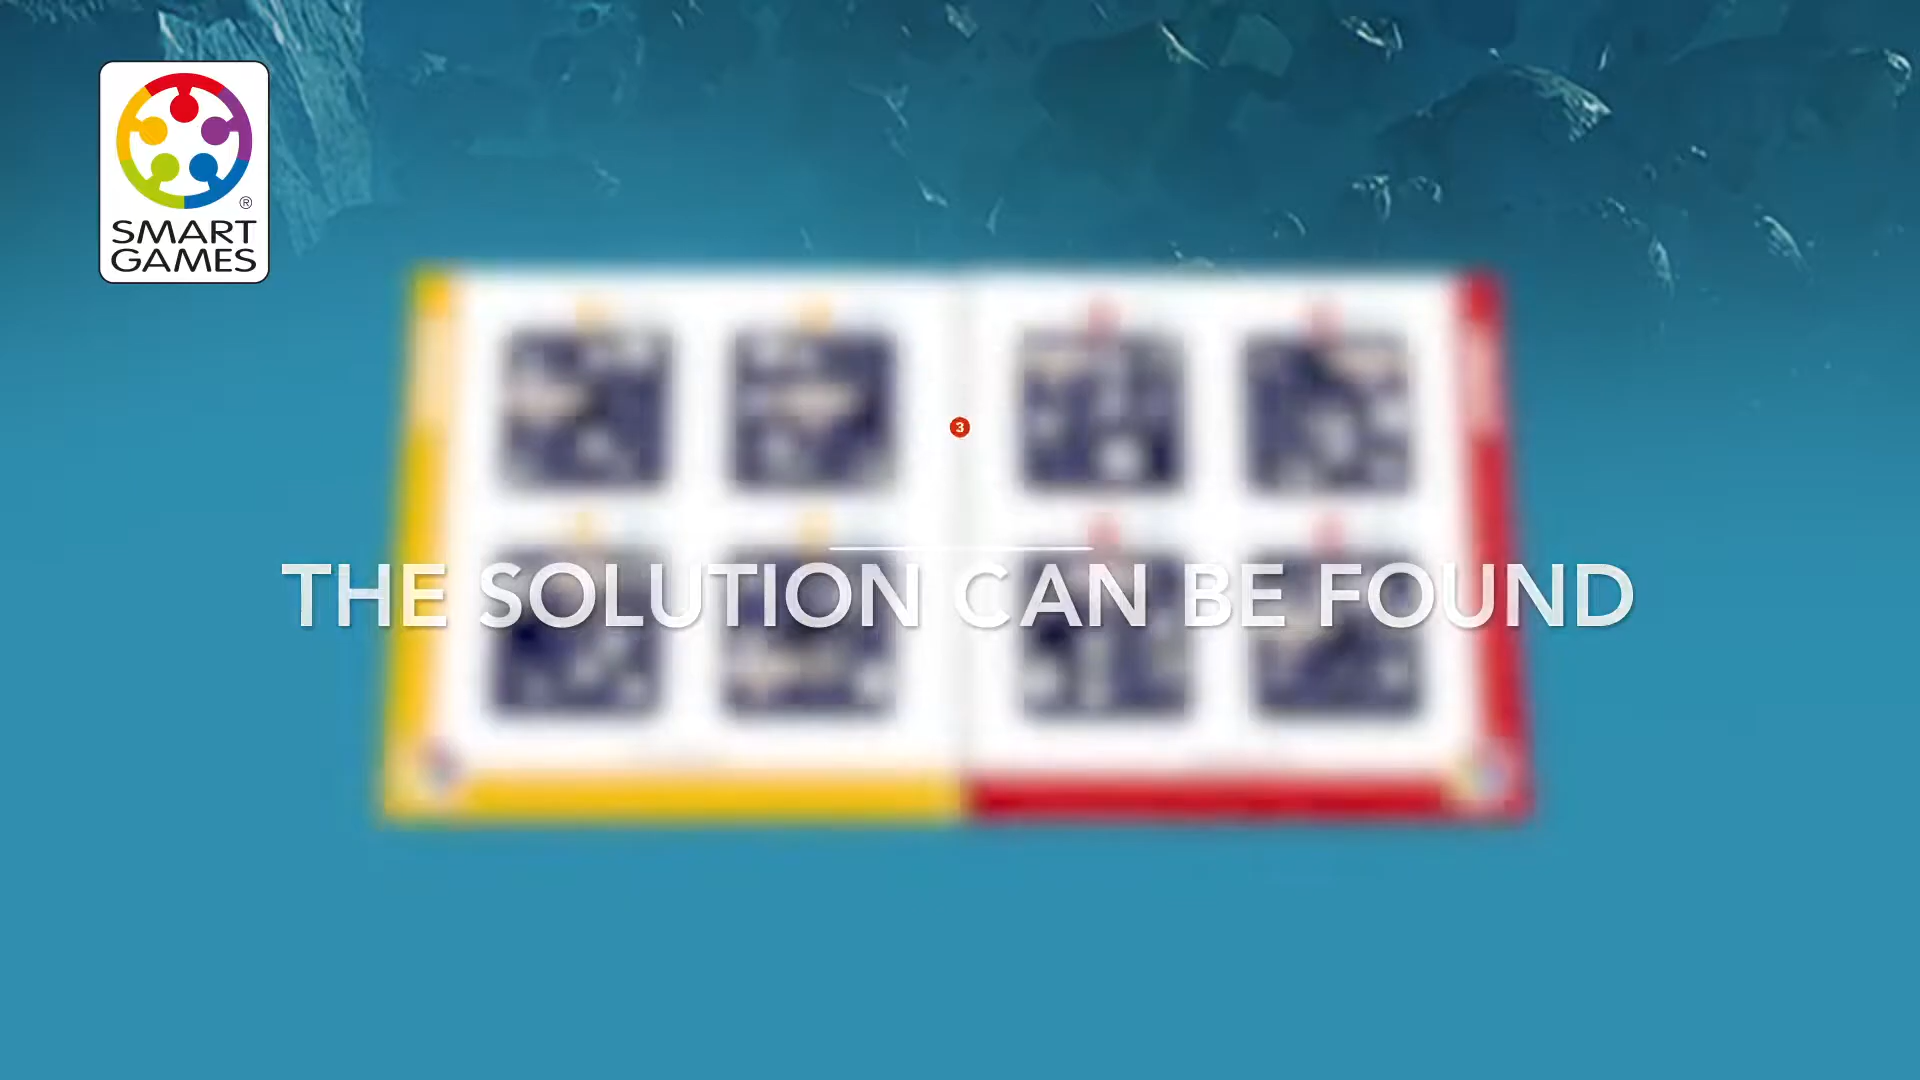 ®
SMART
GAMES
3
THE SOLUTION CAN BE FOUND